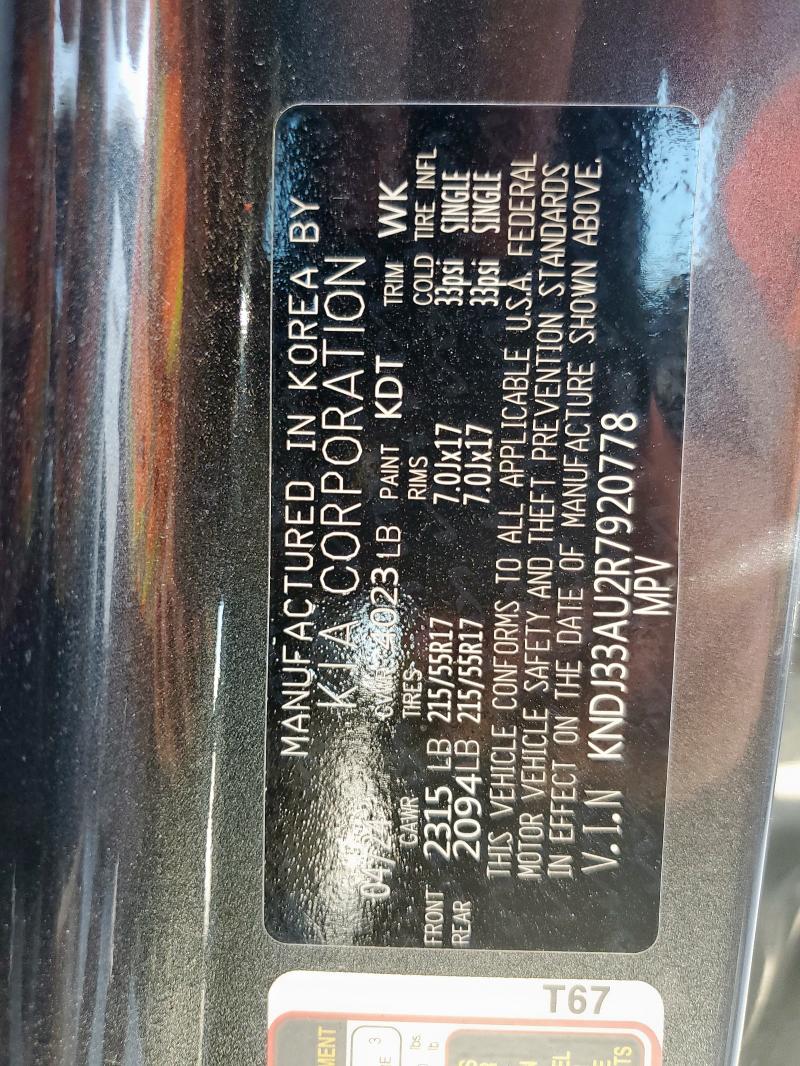 MANUFACTURED IN KOREA BY
KIA CORPORATION
04/24 GVWR 4023 LB PAINT KDT TRIM WK
GAWR TIRES RIMS COLD TIRE INFL
FRONT 2315 LB 215/55R17 7.0Jx17 33psi SINGLE
REAR 2094LB 215/55R17 7.0Jx17 33psi SINGLE
THIS VEHICLE CONFORMS TO ALL APPLICABLE U.S.A. FEDERAL
MOTOR VEHICLE SAFETY AND THEFT PREVENTION STANDARDS
IN EFFECT ON THE DATE OF MANUFACTURE SHOWN ABOVE.
V.I.N KNDJ33AU2R7920778
MPV
T67